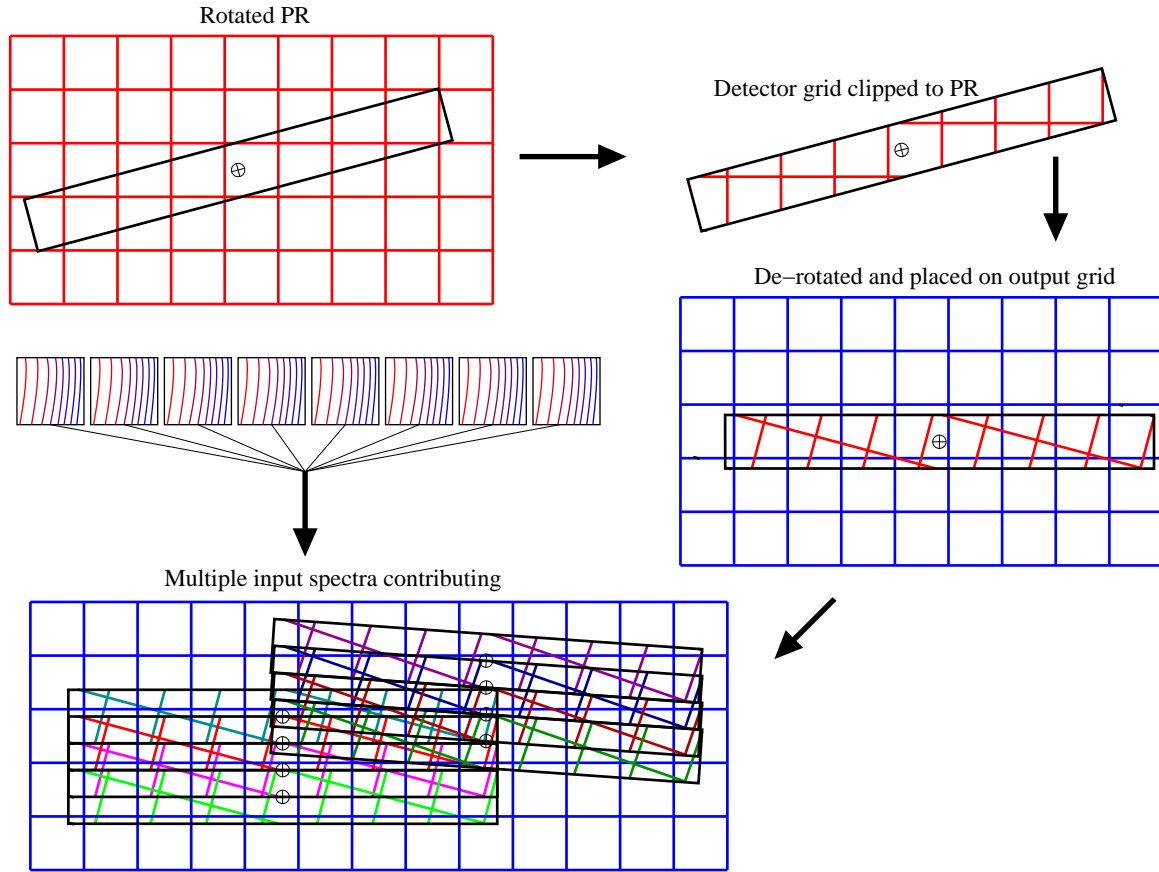 Rotated PR
Detector grid clipped to PR
De−rotated and placed on output grid
Multiple input spectra contributing